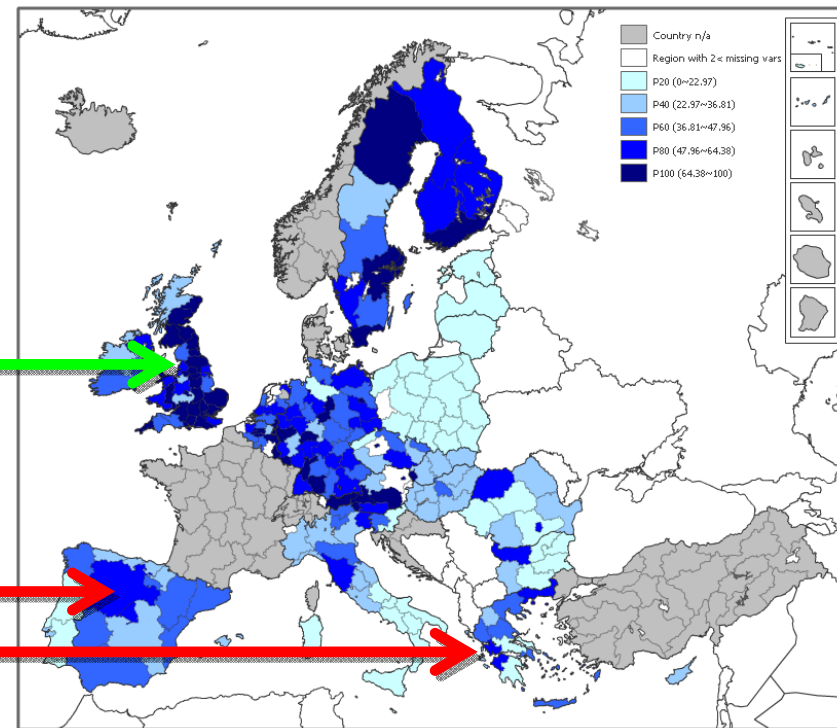 Country n/a
Region with 2< missing vars
P20 (0~22.97)
P40 (22.97~36.81)
P60 (36.81~47.96)
P80 (47.96~64.38)
P100 (64.38~100)